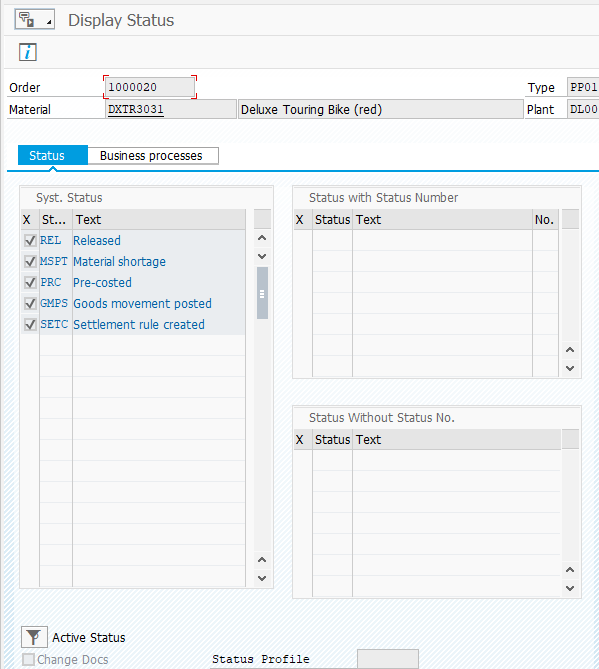 Display Status
Order 1000020 Type PP01
Material DXTR3031 Deluxe Touring Bike (red) Plant DL00
Status Business processes
Syst. Status
X St... Text
REL Released
MSPT Material shortage
PRC Pre-costed
GMPS Goods movement posted
SETC Settlement rule created
Status with Status Number
X Status Text No.
Status Without Status No.
X Status Text
Active Status
Change Docs Status Profile